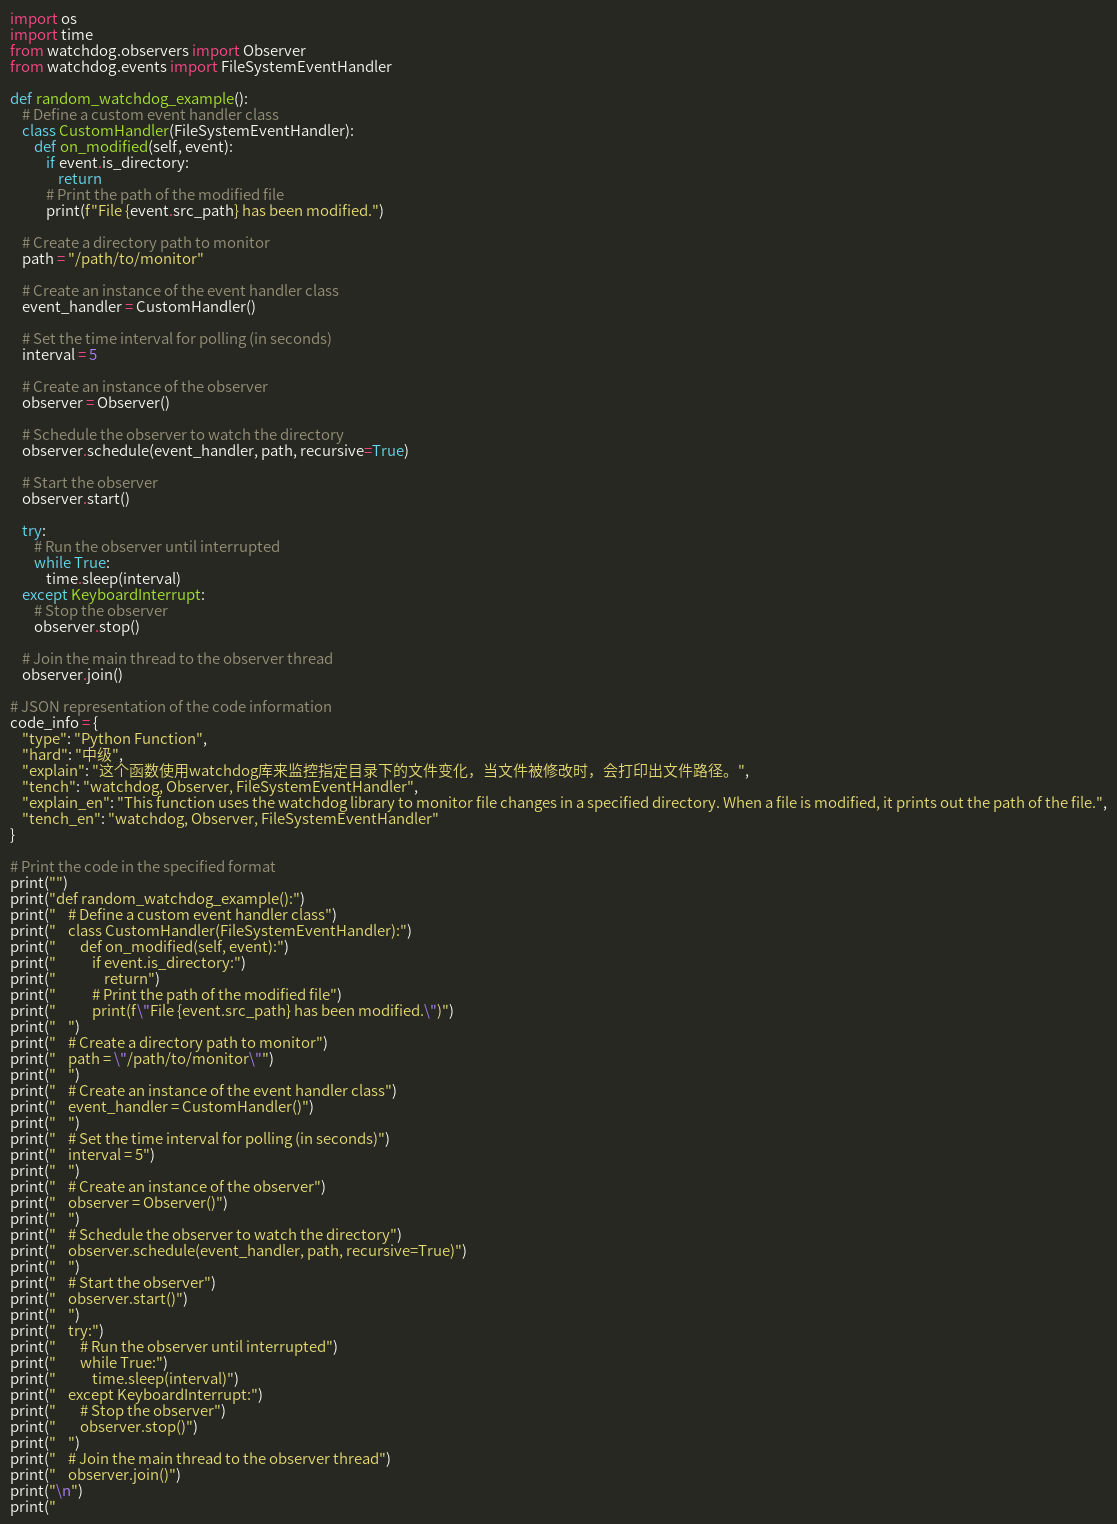 import os
import time
from watchdog.observers import Observer
from watchdog.events import FileSystemEventHandler

def random_watchdog_example():
    # Define a custom event handler class
    class CustomHandler(FileSystemEventHandler):
        def on_modified(self, event):
            if event.is_directory:
                return
            # Print the path of the modified file
            print(f"File {event.src_path} has been modified.")

    # Create a directory path to monitor
    path = "/path/to/monitor"

    # Create an instance of the event handler class
    event_handler = CustomHandler()

    # Set the time interval for polling (in seconds)
    interval = 5

    # Create an instance of the observer
    observer = Observer()

    # Schedule the observer to watch the directory
    observer.schedule(event_handler, path, recursive=True)

    # Start the observer
    observer.start()

    try:
        # Run the observer until interrupted
        while True:
            time.sleep(interval)
    except KeyboardInterrupt:
        # Stop the observer
        observer.stop()

    # Join the main thread to the observer thread
    observer.join()

# JSON representation of the code information
code_info = {
    "type": "Python Function",
    "hard": "中级",
    "explain": "这个函数使用watchdog库来监控指定目录下的文件变化，当文件被修改时，会打印出文件路径。",
    "tench": "watchdog, Observer, FileSystemEventHandler",
    "explain_en": "This function uses the watchdog library to monitor file changes in a specified directory. When a file is modified, it prints out the path of the file.",
    "tench_en": "watchdog, Observer, FileSystemEventHandler"
}

# Print the code in the specified format
print("")
print("def random_watchdog_example():")
print("    # Define a custom event handler class")
print("    class CustomHandler(FileSystemEventHandler):")
print("        def on_modified(self, event):")
print("            if event.is_directory:")
print("                return")
print("            # Print the path of the modified file")
print("            print(f\"File {event.src_path} has been modified.\")")
print("    ")
print("    # Create a directory path to monitor")
print("    path = \"/path/to/monitor\"")
print("    ")
print("    # Create an instance of the event handler class")
print("    event_handler = CustomHandler()")
print("    ")
print("    # Set the time interval for polling (in seconds)")
print("    interval = 5")
print("    ")
print("    # Create an instance of the observer")
print("    observer = Observer()")
print("    ")
print("    # Schedule the observer to watch the directory")
print("    observer.schedule(event_handler, path, recursive=True)")
print("    ")
print("    # Start the observer")
print("    observer.start()")
print("    ")
print("    try:")
print("        # Run the observer until interrupted")
print("        while True:")
print("            time.sleep(interval)")
print("    except KeyboardInterrupt:")
print("        # Stop the observer")
print("        observer.stop()")
print("    ")
print("    # Join the main thread to the observer thread")
print("    observer.join()")
print("\n")
print("